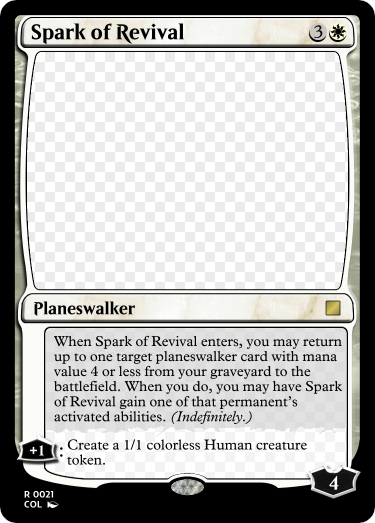 Spark of Revival 3
Planeswalker
When Spark of Revival enters, you may return
up to one target planeswalker card with mana
value 4 or less from your graveyard to the
battlefield. When you do, you may have Spark
of Revival gain one of that permanent's
activated abilities. (Indefinitely.)
+1 : Create a 1/1 colorless Human creature
token.
4
R 0021
COL